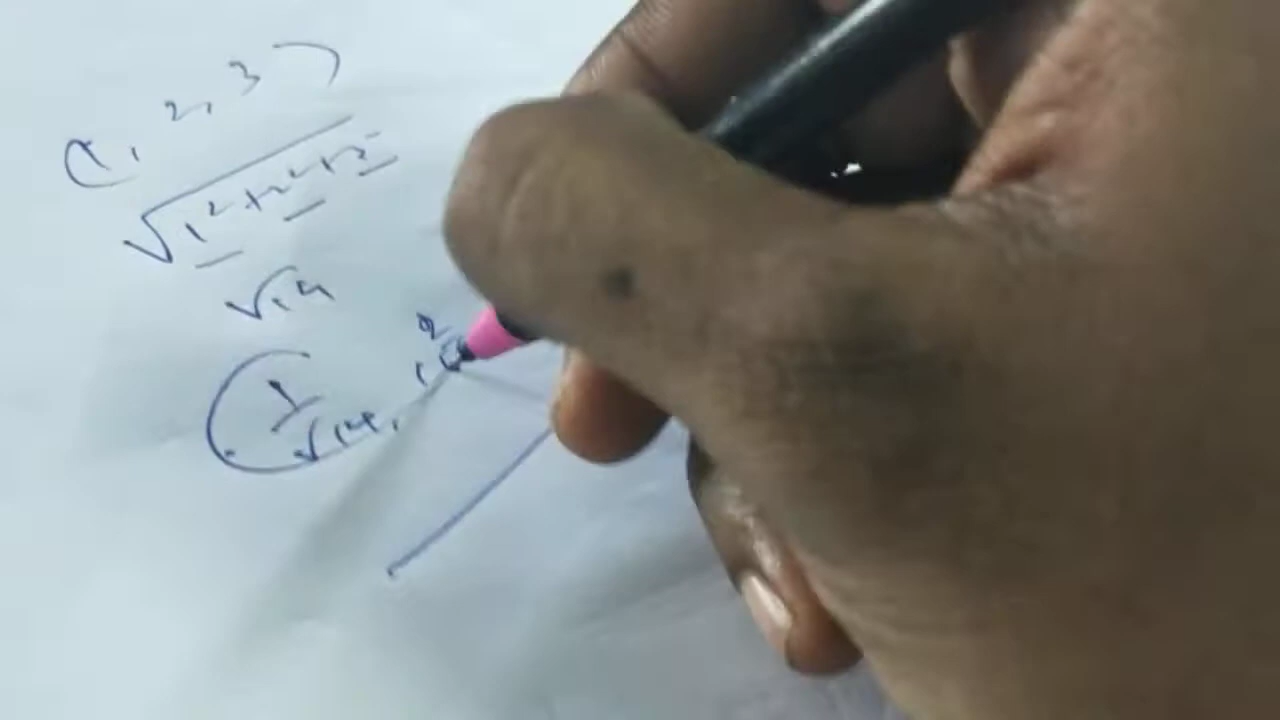 (1, 2, 3)
√1²+2²+3²
√14
(1/√14,